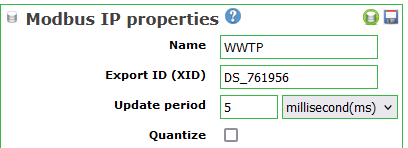 Modbus IP properties ?
Name WWTP
Export ID (XID) DS_761956
Update period 5 millisecond(ms)
Quantize